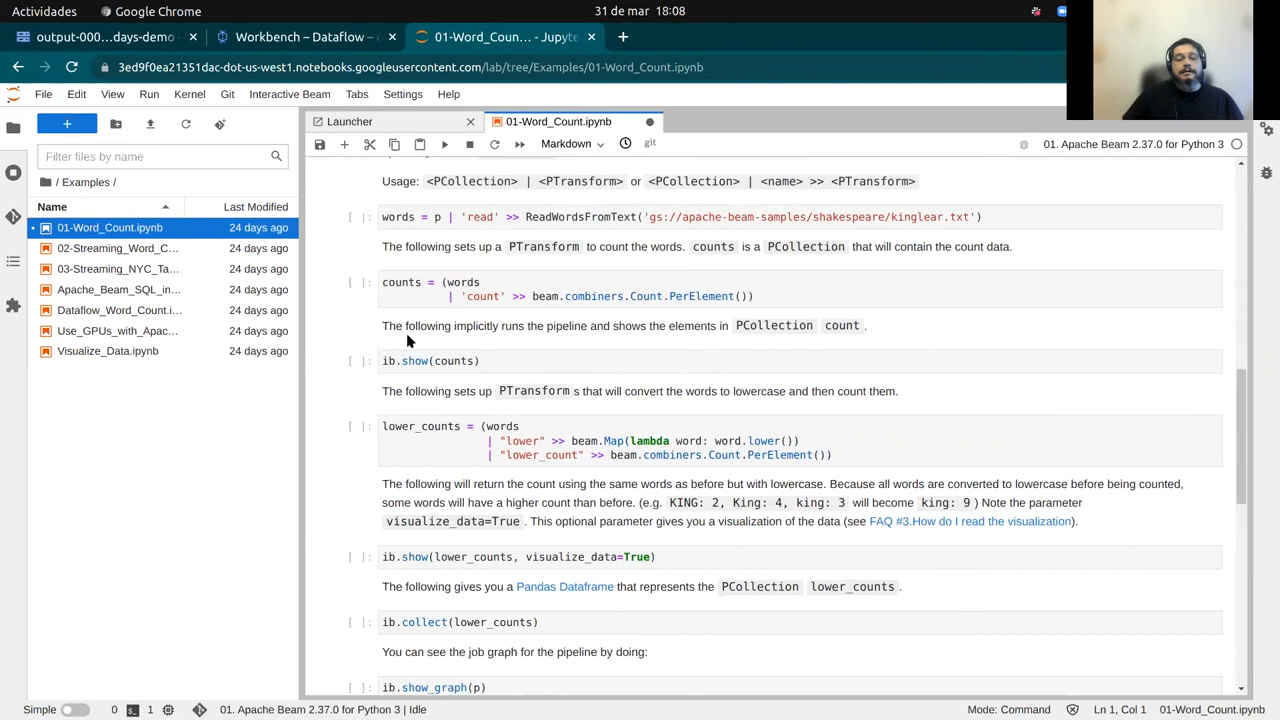 Actividades
Google Chrome
31 de mar 18:08
output-000...days-demo
Workbench – Dataflow –
01-Word_Coun... - Jupyte
3ed9f0ea21351dac-dot-us-west1.notebooks.googleusercontent.com/lab/tree/Examples/01-Word_Count.ipynb
File Edit View Run Kernel Git Interactive Beam Tabs Settings Help
Launcher
01-Word_Count.ipynb
Filter files by name
Markdown
git
01. Apache Beam 2.37.0 for Python 3
/ Examples /
Name Last Modified
01-Word_Count.ipynb 24 days ago
02-Streaming_Word_C... 24 days ago
03-Streaming_NYC_Ta... 24 days ago
Apache_Beam_SQL_in... 24 days ago
Dataflow_Word_Count.i... 24 days ago
Use_GPUs_with_Apac... 24 days ago
Visualize_Data.ipynb 24 days ago
Usage: <PCollection> | <PTransform> or <PCollection> | <name> >> <PTransform>
[ ]: words = p | 'read' >> ReadWordsFromText('gs://apache-beam-samples/shakespeare/kinglear.txt')
The following sets up a PTransform to count the words. counts is a PCollection that will contain the count data.
[ ]: counts = (words
| 'count' >> beam.combiners.Count.PerElement())
The following implicitly runs the pipeline and shows the elements in PCollection count.
[ ]: ib.show(counts)
The following sets up PTransform s that will convert the words to lowercase and then count them.
[ ]: lower_counts = (words
| "lower" >> beam.Map(lambda word: word.lower())
| "lower_count" >> beam.combiners.Count.PerElement())
The following will return the count using the same words as before but with lowercase. Because all words are converted to lowercase before being counted,
some words will have a higher count than before. (e.g. KING: 2, King: 4, king: 3 will become king: 9 ) Note the parameter
visualize_data=True . This optional parameter gives you a visualization of the data (see FAQ #3.How do I read the visualization).
[ ]: ib.show(lower_counts, visualize_data=True)
The following gives you a Pandas Dataframe that represents the PCollection lower_counts.
[ ]: ib.collect(lower_counts)
You can see the job graph for the pipeline by doing:
[ ]: ib.show_graph(p)
Simple 0 1 01. Apache Beam 2.37.0 for Python 3 | Idle
Mode: Command Ln 1, Col 1 01-Word_Count.ipynb